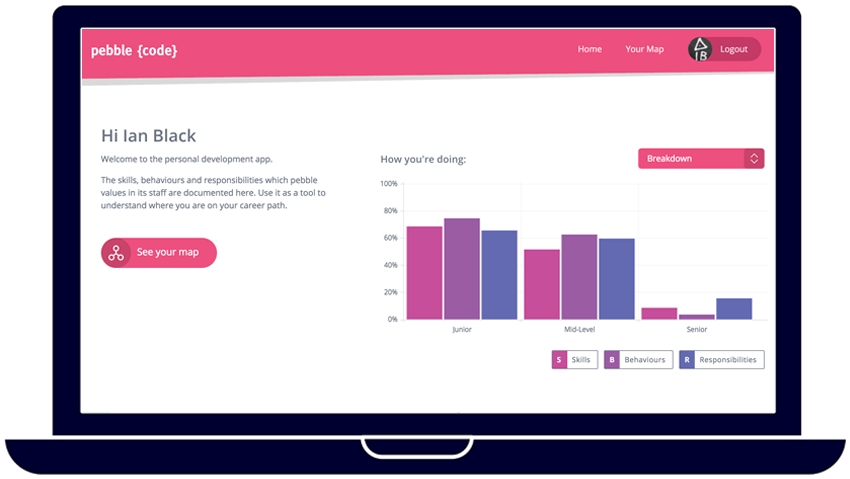 pebble {code}
Home
Your Map
Logout
Hi Ian Black
Welcome to the personal development app.
The skills, behaviours and responsibilities which pebble
values in its staff are documented here. Use it as a tool to
understand where you are on your career path.
See your map
How you're doing:
Breakdown
100%
80%
60%
40%
20%
0%
Junior
Mid-Level
Senior
S Skills
B Behaviours
R Responsibilities